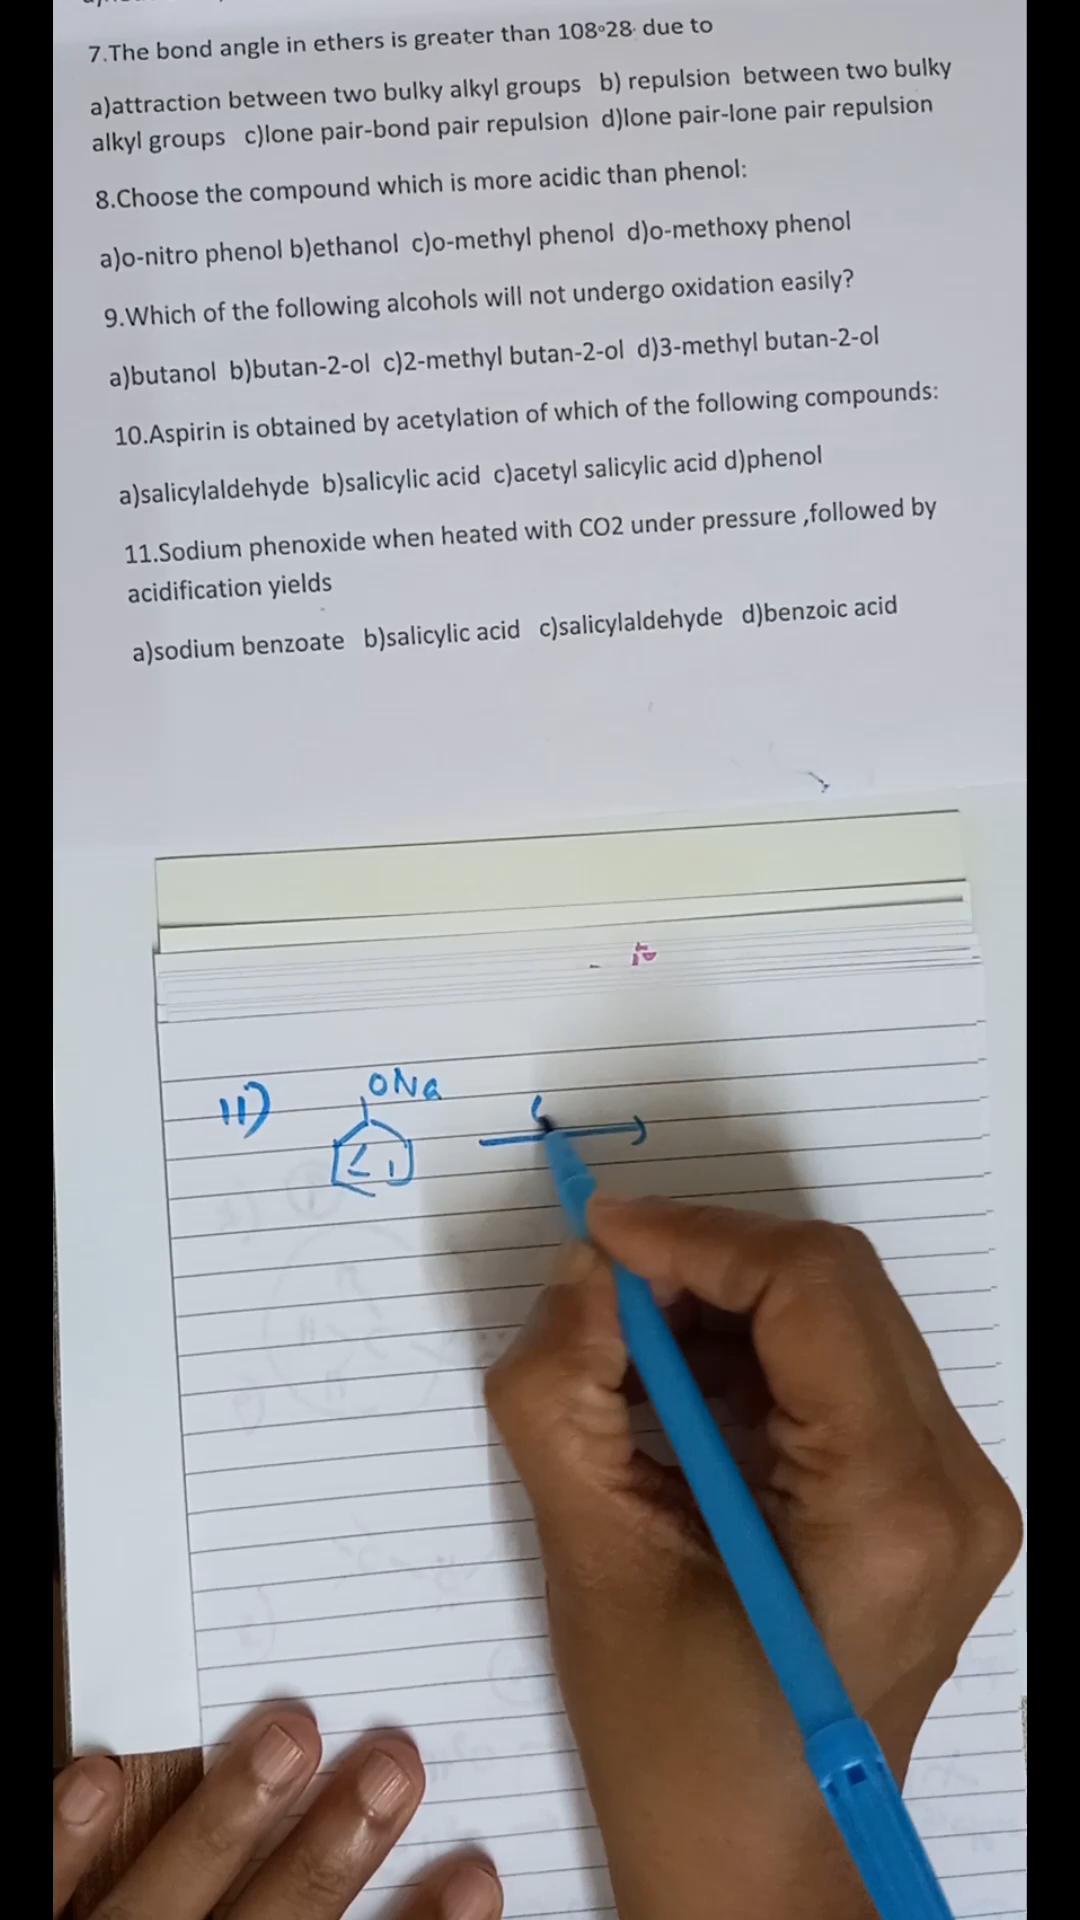 7.The bond angle in ethers is greater than 108°28' due to
a)attraction between two bulky alkyl groups b) repulsion between two bulky
alkyl groups c)lone pair-bond pair repulsion d)lone pair-lone pair repulsion
8.Choose the compound which is more acidic than phenol:
a)o-nitro phenol b)ethanol c)o-methyl phenol d)o-methoxy phenol
9.Which of the following alcohols will not undergo oxidation easily?
a)butanol b)butan-2-ol c)2-methyl butan-2-ol d)3-methyl butan-2-ol
10.Aspirin is obtained by acetylation of which of the following compounds:
a)salicylaldehyde b)salicylic acid c)acetyl salicylic acid d)phenol
11.Sodium phenoxide when heated with CO2 under pressure ,followed by
acidification yields
a)sodium benzoate b)salicylic acid c)salicylaldehyde d)benzoic acid
11) ONa